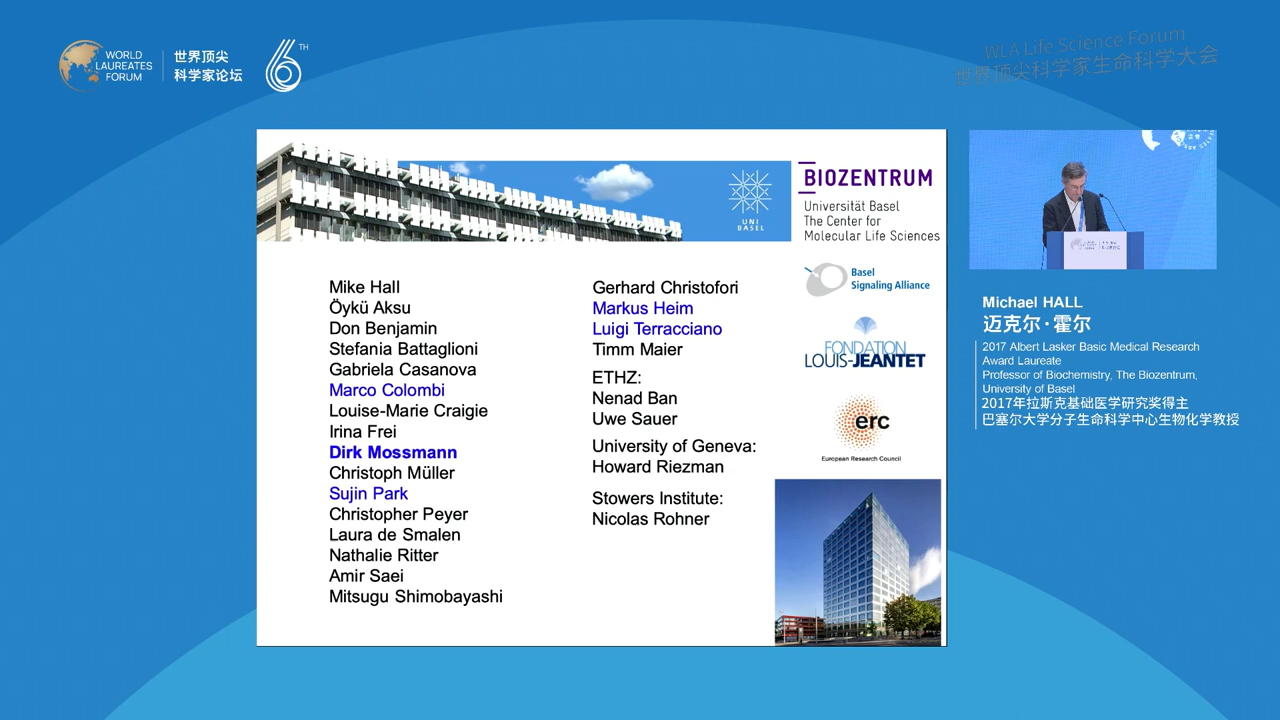 WORLD
LAUREATES
FORUM
世界顶尖
科学家论坛
6TH
WLA Life Science Forum
世界顶尖科学家生命科学大会
UNI
BASEL
BIOZENTRUM
Universität Basel
The Center for
Molecular Life Sciences
Basel
Signaling Alliance
FONDATION
LOUIS-JEANTET
erc
European Research Council
Mike Hall
Öykü Aksu
Don Benjamin
Stefania Battaglioni
Gabriela Casanova
Marco Colombi
Louise-Marie Craigie
Irina Frei
Dirk Mossmann
Christoph Müller
Sujin Park
Christopher Peyer
Laura de Smalen
Nathalie Ritter
Amir Saei
Mitsugu Shimobayashi
Gerhard Christofori
Markus Heim
Luigi Terracciano
Timm Maier
ETHZ:
Nenad Ban
Uwe Sauer
University of Geneva:
Howard Riezman
Stowers Institute:
Nicolas Rohner
Michael HALL
迈克尔·霍尔
2017 Albert Lasker Basic Medical Research
Award Laureate
Professor of Biochemistry, The Biozentrum,
University of Basel
2017年拉斯克基础医学研究奖得主
巴塞尔大学分子生命科学中心生物化学教授